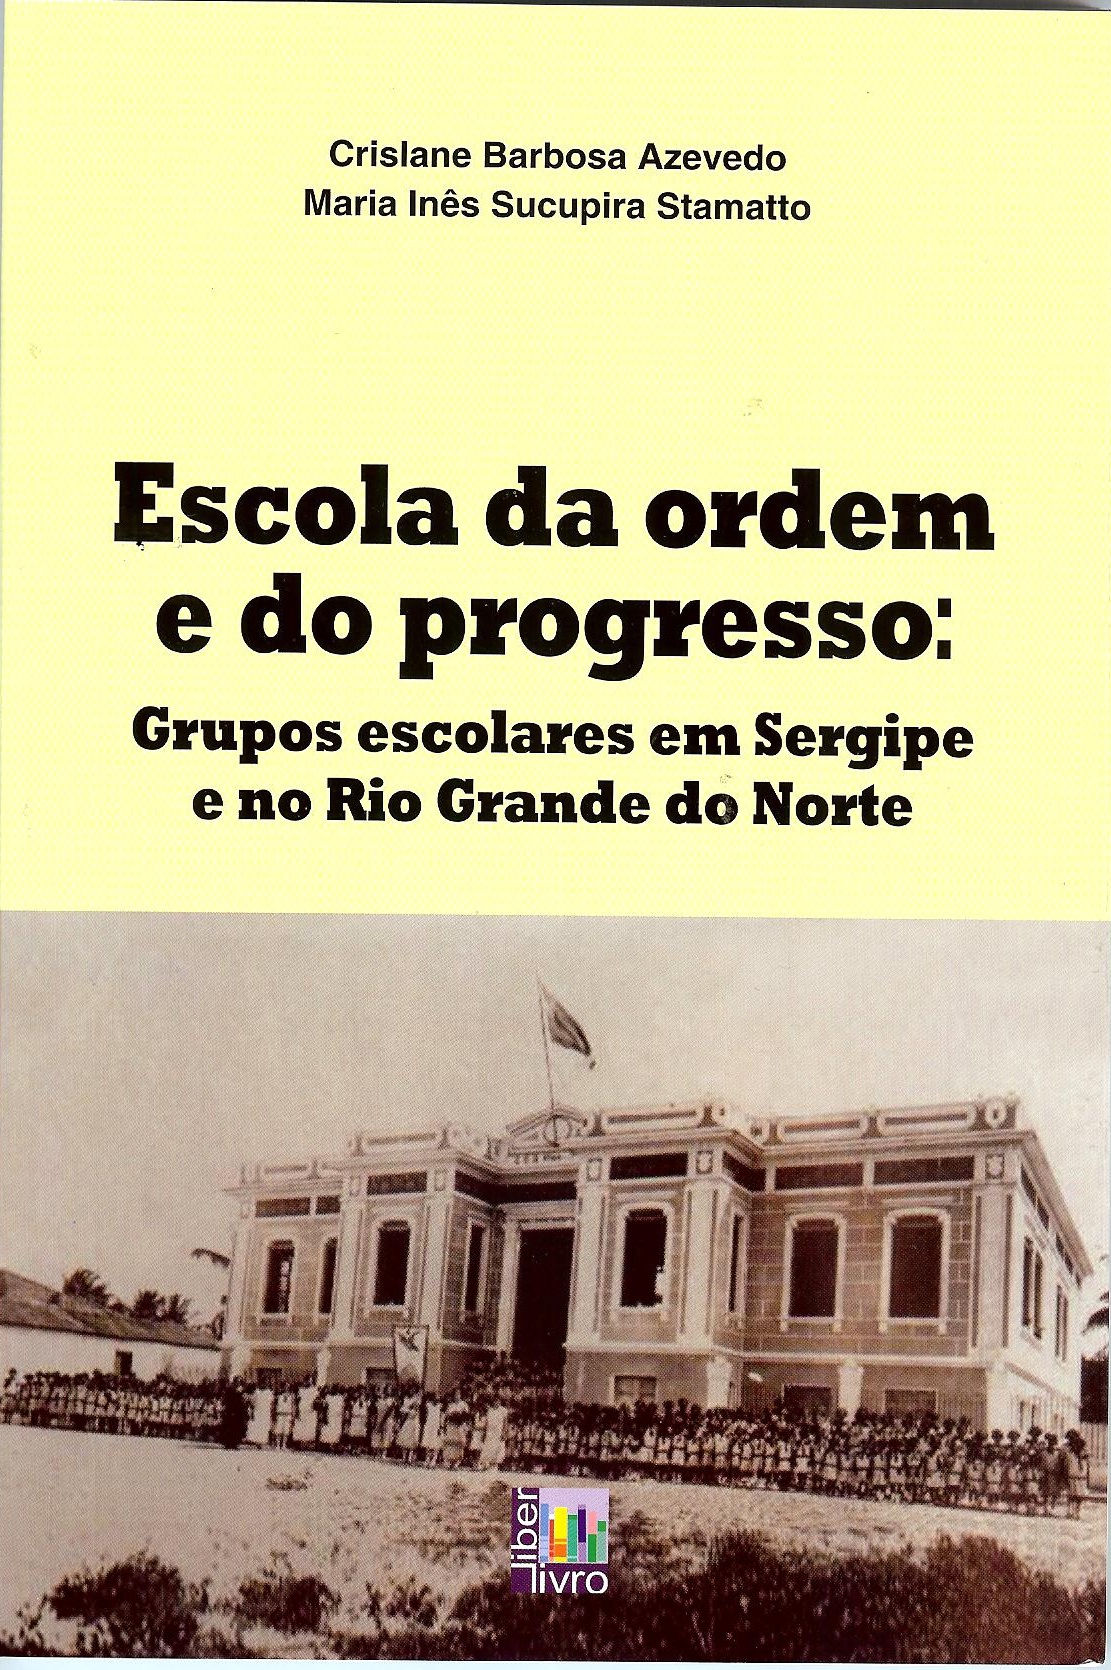 Crislane Barbosa Azevedo
Maria Inês Sucupira Stamatto
Escola da ordem
e do progresso:
Grupos escolares em Sergipe
e no Rio Grande do Norte
liber
livro